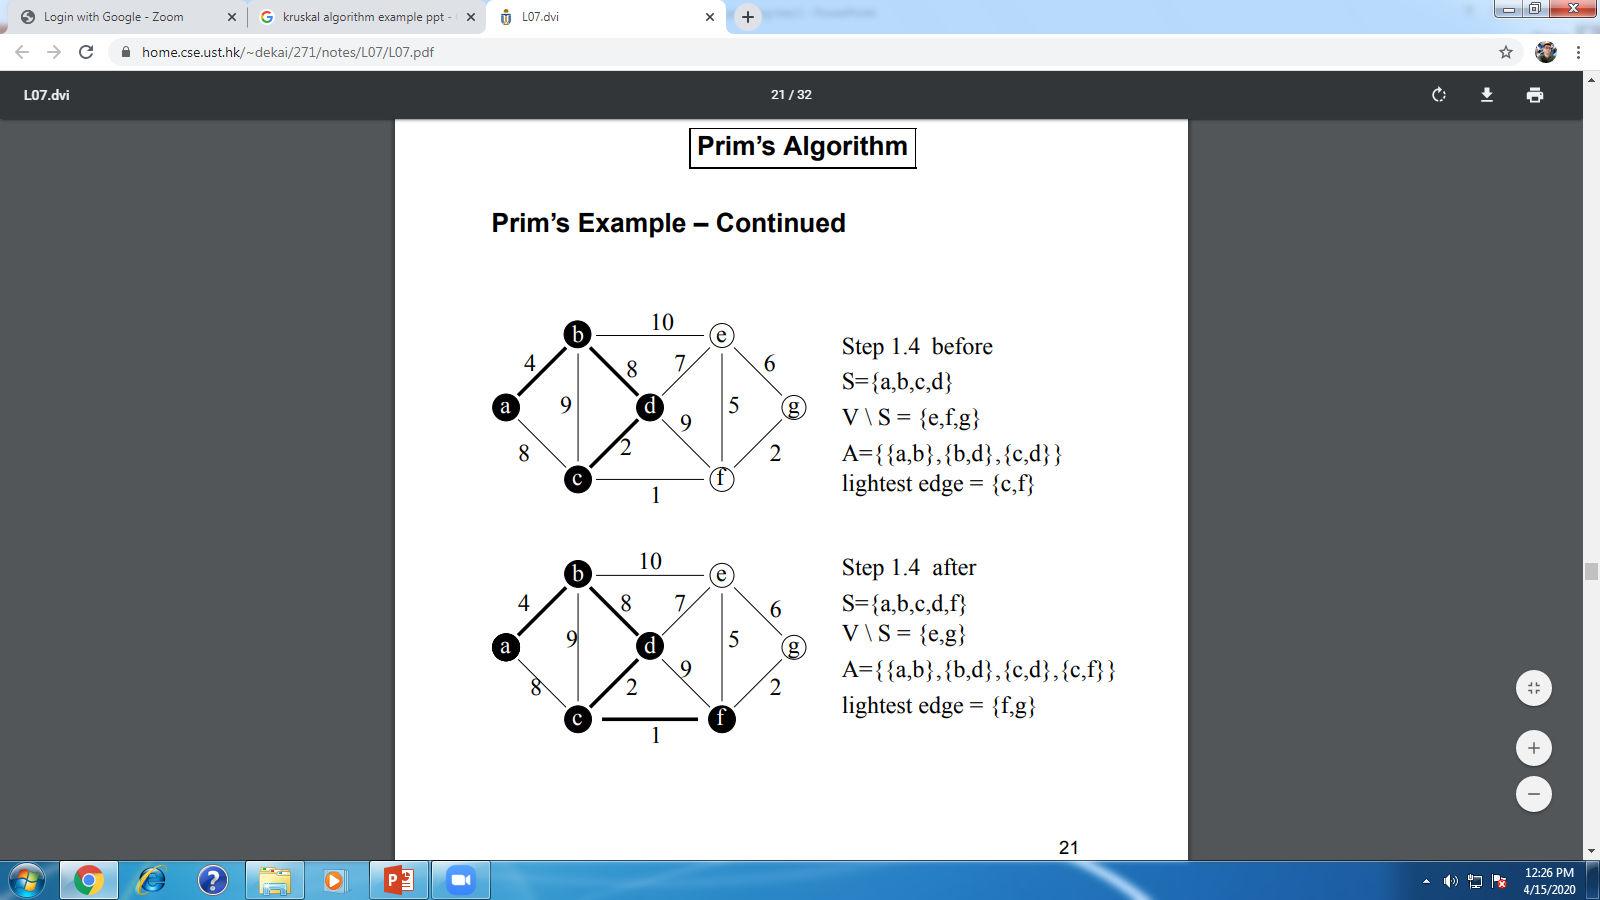 Login with Google - Zoom
kruskal algorithm example ppt -
L07.dvi
home.cse.ust.hk/~dekai/271/notes/L07/L07.pdf
L07.dvi
21 / 32
Prim's Algorithm
Prim's Example – Continued
10
b
e
4
8
7
6
a
9
d
9
5
g
8
2
2
c
f
1
Step 1.4 before
S={a,b,c,d}
V \ S = {e,f,g}
A={{a,b},{b,d},{c,d}}
lightest edge = {c,f}
10
b
e
4
8
7
6
a
9
d
9
5
g
8
2
2
c
f
1
Step 1.4 after
S={a,b,c,d,f}
V \ S = {e,g}
A={{a,b},{b,d},{c,d},{c,f}}
lightest edge = {f,g}
21
12:26 PM
4/15/2020